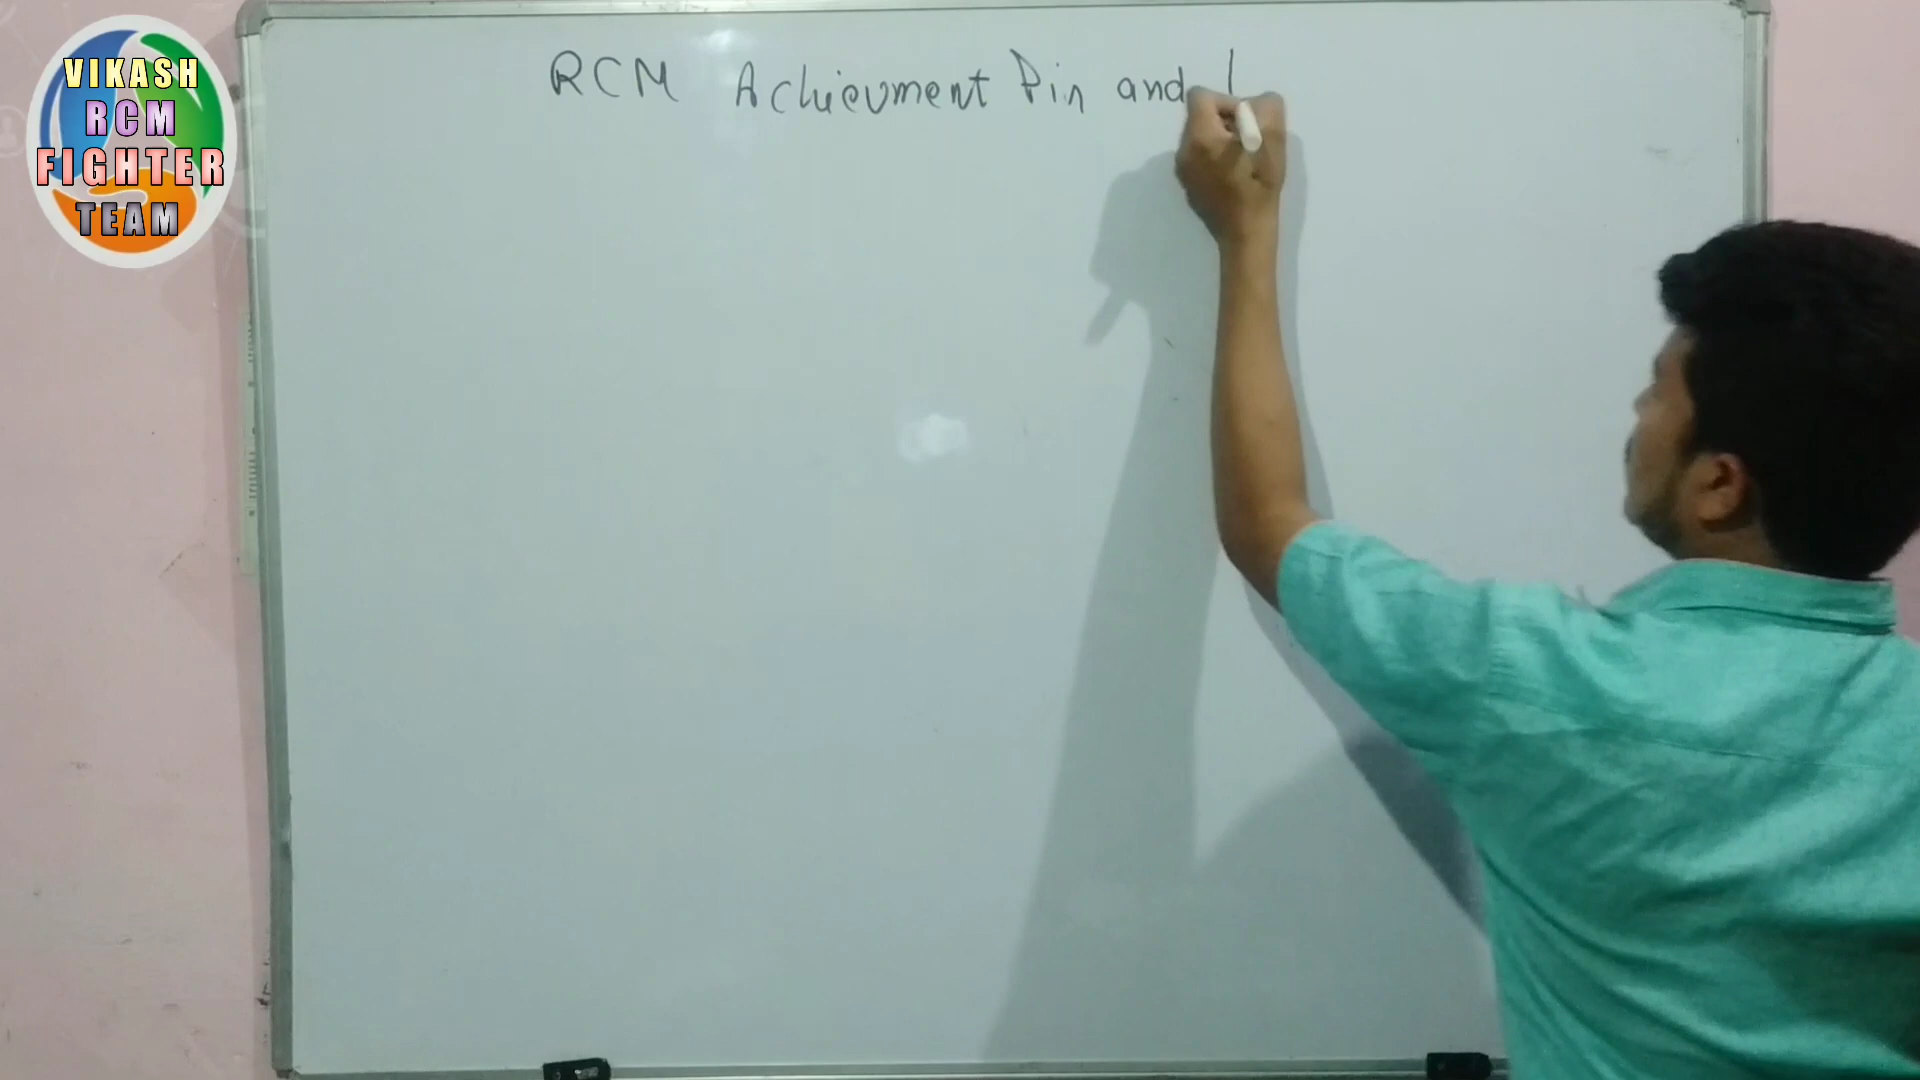 VIKASH
RCM
FIGHTER
TEAM
RCM Achievment Pin and